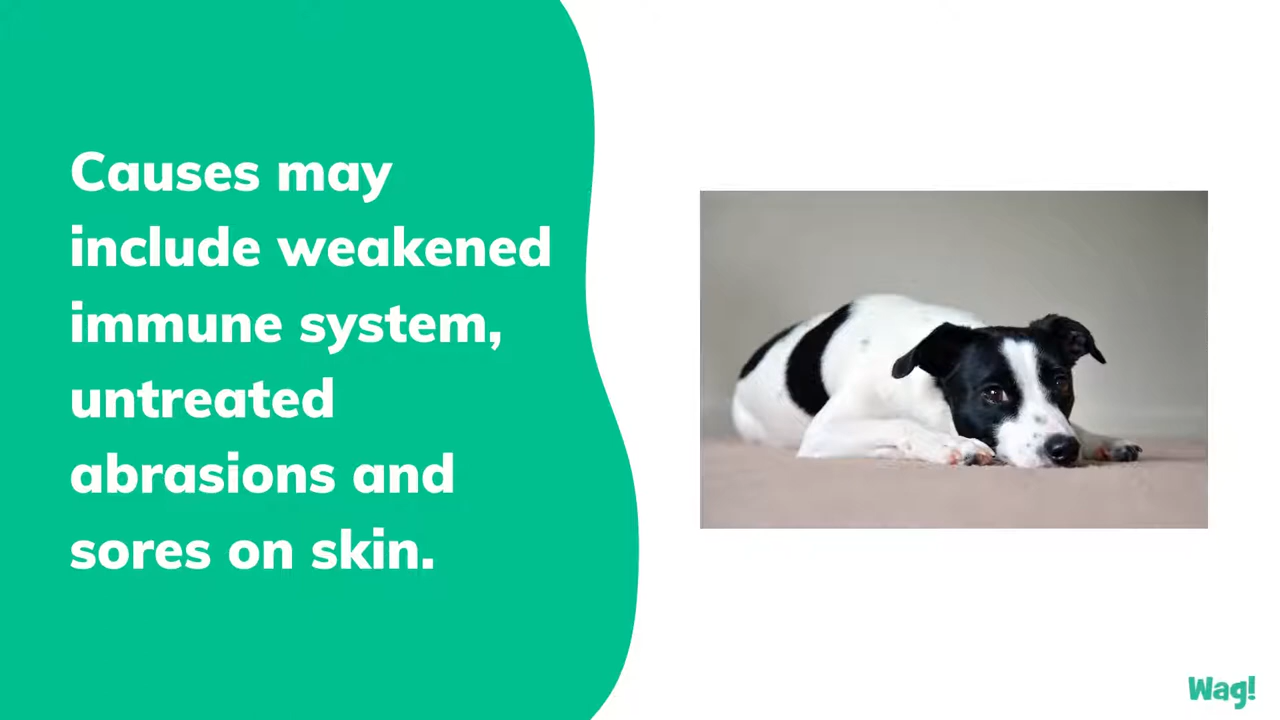 Causes may
include weakened
immune system,
untreated
abrasions and
sores on skin.
Wag!